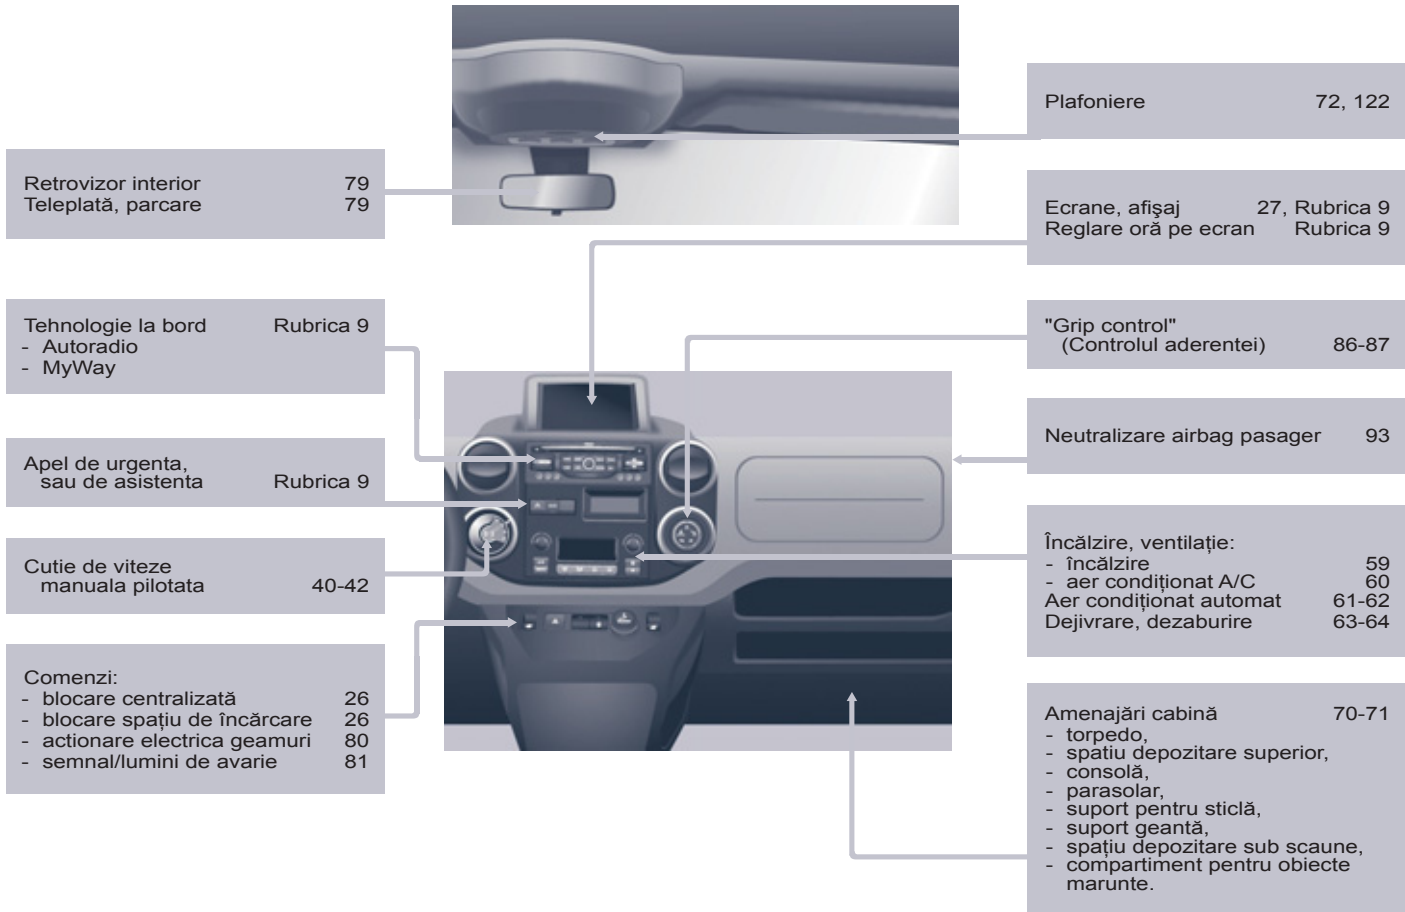 Retrovizor interior 79
Teleplată, parcare 79
Tehnologie la bord Rubrica 9
- Autoradio
- MyWay
Apel de urgenta,
sau de asistenta Rubrica 9
Cutie de viteze
manuala pilotata 40-42
Comenzi:
- blocare centralizată 26
- blocare spațiu de încărcare 26
- actionare electrica geamuri 80
- semnal/lumini de avarie 81
Plafoniere 72, 122
Ecrane, afişaj 27, Rubrica 9
Reglare oră pe ecran Rubrica 9
"Grip control"
(Controlul aderentei) 86-87
Neutralizare airbag pasager 93
Încălzire, ventilație:
- încălzire 59
- aer condiționat A/C 60
Aer condiționat automat 61-62
Dejivrare, dezaburire 63-64
Amenajări cabină 70-71
- torpedo,
- spatiu depozitare superior,
- consolă,
- parasolar,
- suport pentru sticlă,
- suport geantă,
- spațiu depozitare sub scaune,
- compartiment pentru obiecte
marunte.